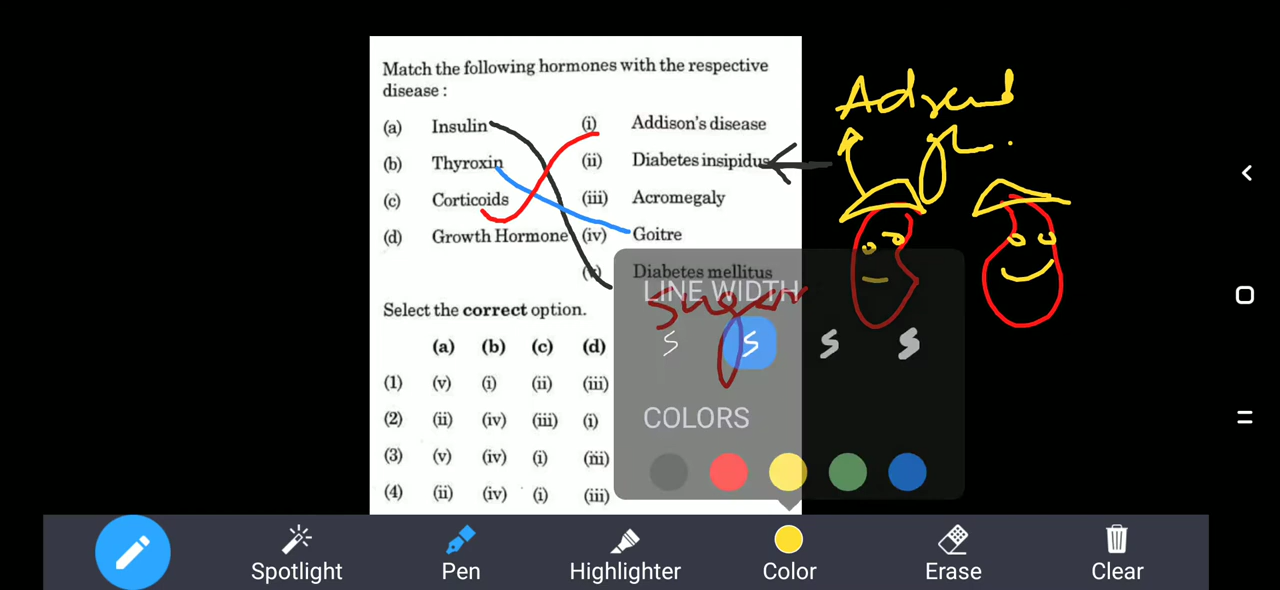 Match the following hormones with the respective
disease :
(a) Insulin (i) Addison's disease
(b) Thyroxin (ii) Diabetes insipidus
(c) Corticoids (iii) Acromegaly
(d) Growth Hormone (iv) Goitre
(v) Diabetes mellitus
Select the correct option.
(a) (b) (c) (d)
(1) (v) (i) (ii) (iii)
(2) (ii) (iv) (iii) (i)
(3) (v) (iv) (i) (iii)
(4) (ii) (iv) (i) (iii)
LINE WIDTH
Sugar
COLORS
Spotlight
Pen
Highlighter
Color
Erase
Clear